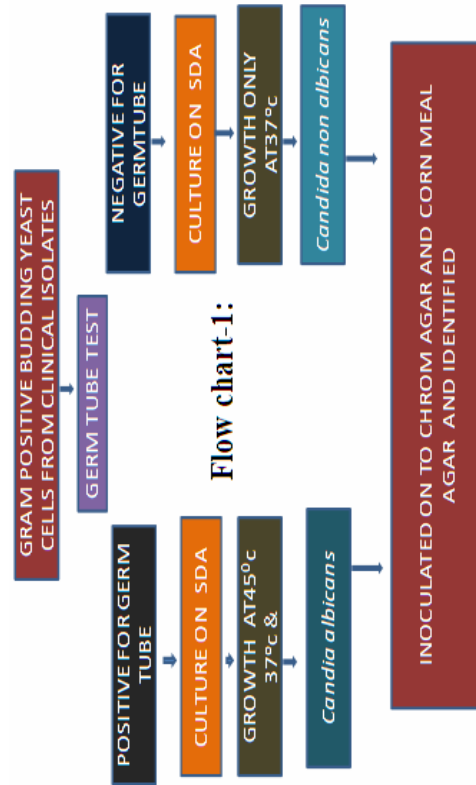 GRAM POSITIVE BUDDING YEAST
CELLS FROM CLINICAL ISOLATES
GERM TUBE TEST
POSITIVE FOR GERM
TUBE
CULTURE ON SDA
GROWTH AT45°c
37°c &
Candia albicans
Flow chart-1:
NEGATIVE FOR
GERMTUBE
CULTURE ON SDA
GROWTH ONLY
AT37°c
Candida non albicans
INOCULATED ON TO CHROM AGAR AND CORN MEAL
AGAR AND IDENTIFIED